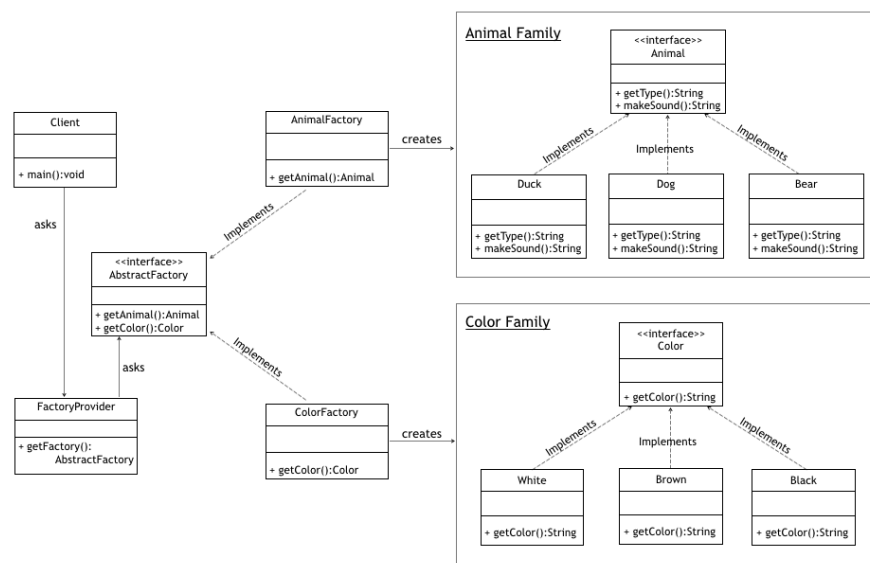 Animal Family
<<interface>>
Animal
+ getType():String
+ makeSound():String
Implements
Implements
Implements
Duck
+ getType():String
+ makeSound():String
Dog
+ getType():String
+ makeSound():String
Bear
+ getType():String
+ makeSound():String
Client
+ main():void
AnimalFactory
+ getAnimal():Animal
creates
asks
Implements
<<interface>>
AbstractFactory
+ getAnimal():Animal
+ getColor():Color
asks
Implements
FactoryProvider
+ getFactory():
AbstractFactory
ColorFactory
+ getColor():Color
creates
Color Family
<<interface>>
Color
+ getColor():String
Implements
Implements
Implements
White
+ getColor():String
Brown
+ getColor():String
Black
+ getColor():String